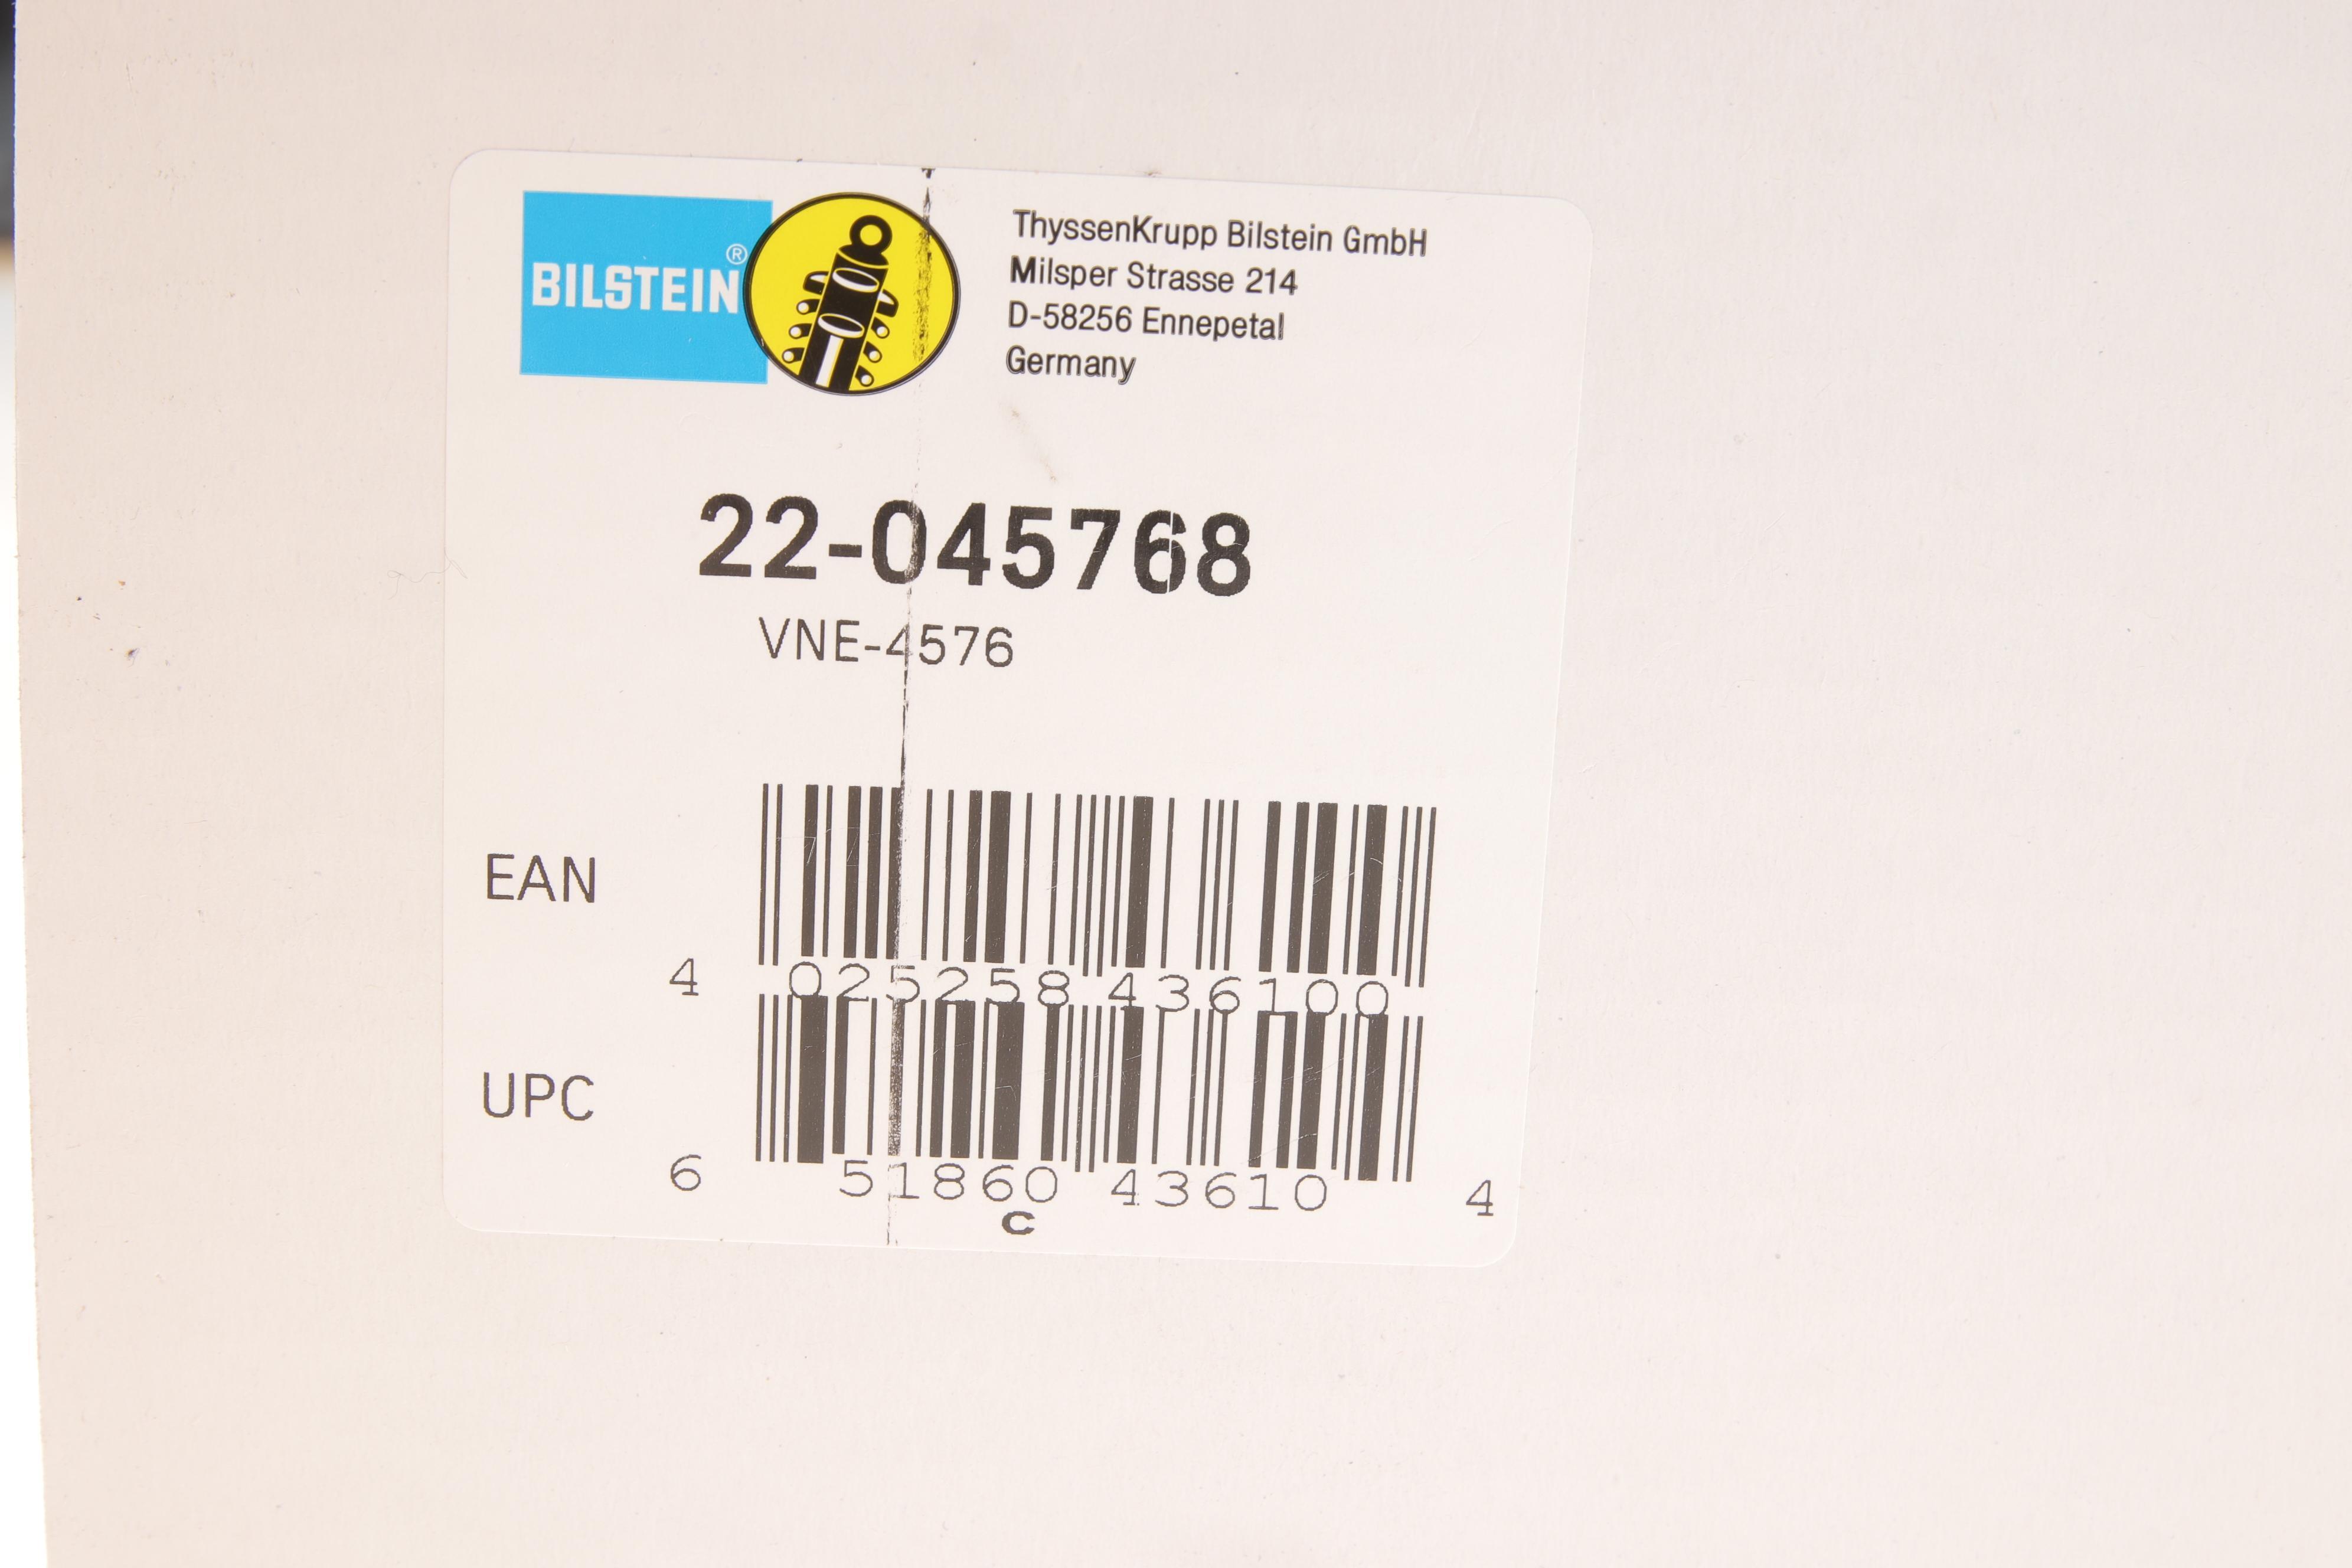 BILSTEIN®
ThyssenKrupp Bilstein GmbH
Milsper Strasse 214
D-58256 Ennepetal
Germany
22-045768
VNE-4576
EAN
4 025258 436100
UPC
6 51860 43610 4
C